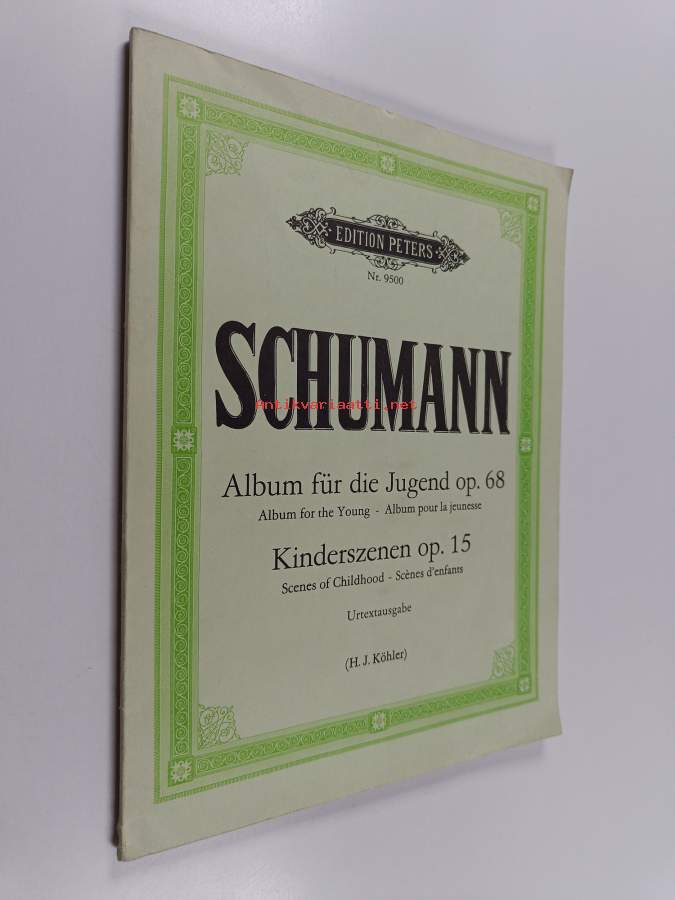 EDITION PETERS
Nr. 9500
SCHUMANN
Antikvariaatti.net
Album für die Jugend op. 68
Album for the Young - Album pour la jeunesse
Kinderszenen op. 15
Scenes of Childhood - Scènes d'enfants
Urtextausgabe
(H. J. Köhler)